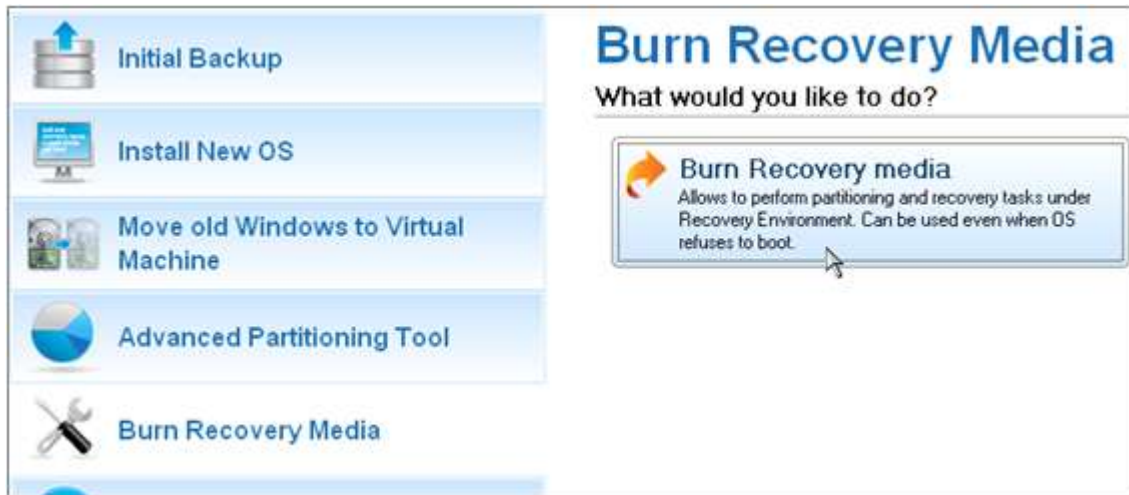 Initial Backup
Install New OS
Move old Windows to Virtual
Machine
Advanced Partitioning Tool
Burn Recovery Media
Burn Recovery Media
What would you like to do?
Burn Recovery media
Allows to perform partitioning and recovery tasks under
Recovery Environment. Can be used even when OS
refuses to boot.